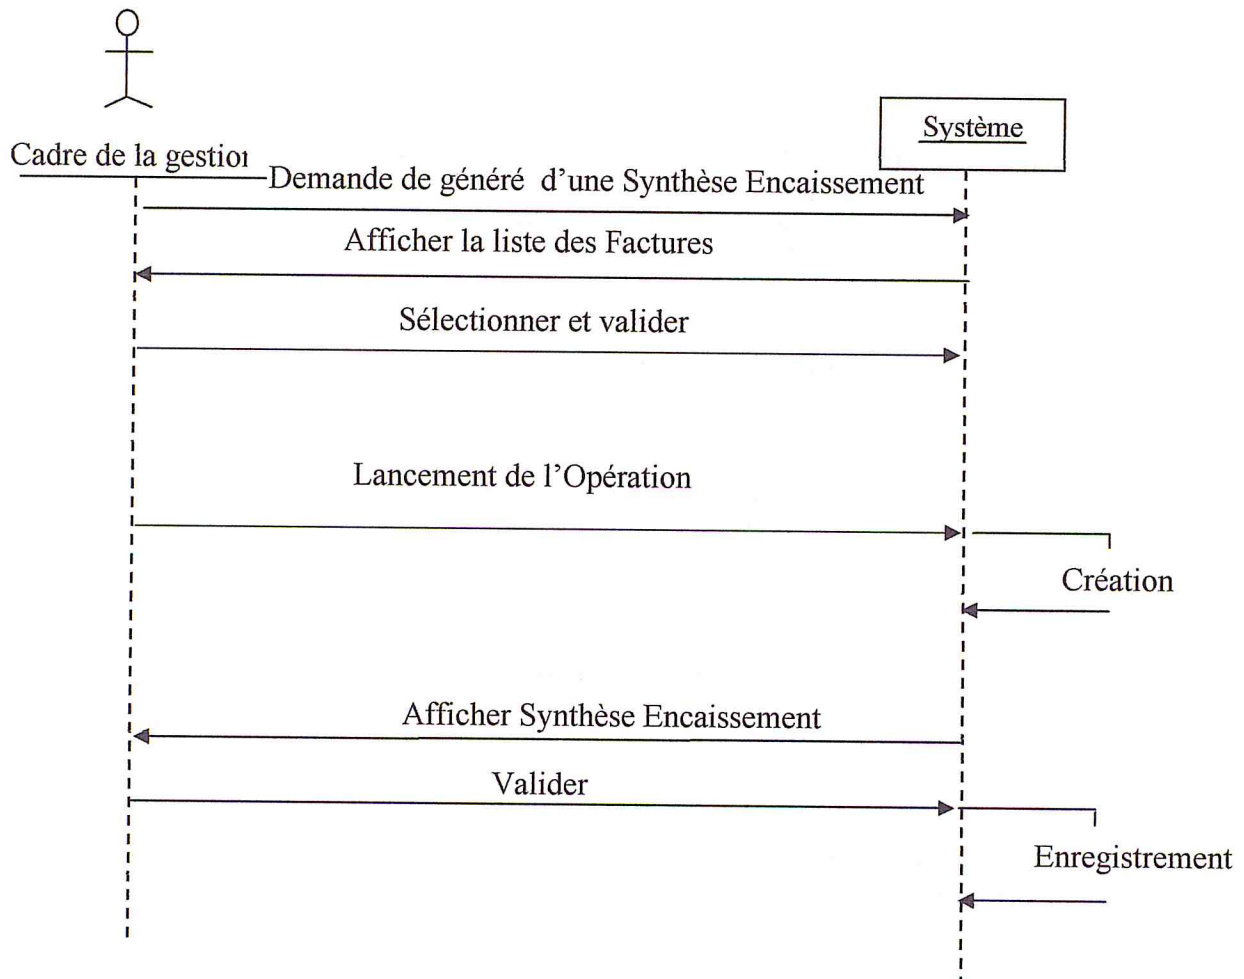 Système
Cadre de la gestion
Demande de généré d'une Synthèse Encaissement
Afficher la liste des Factures
Sélectionner et valider
Lancement de l'Opération
Création
Afficher Synthèse Encaissement
Valider
Enregistrement